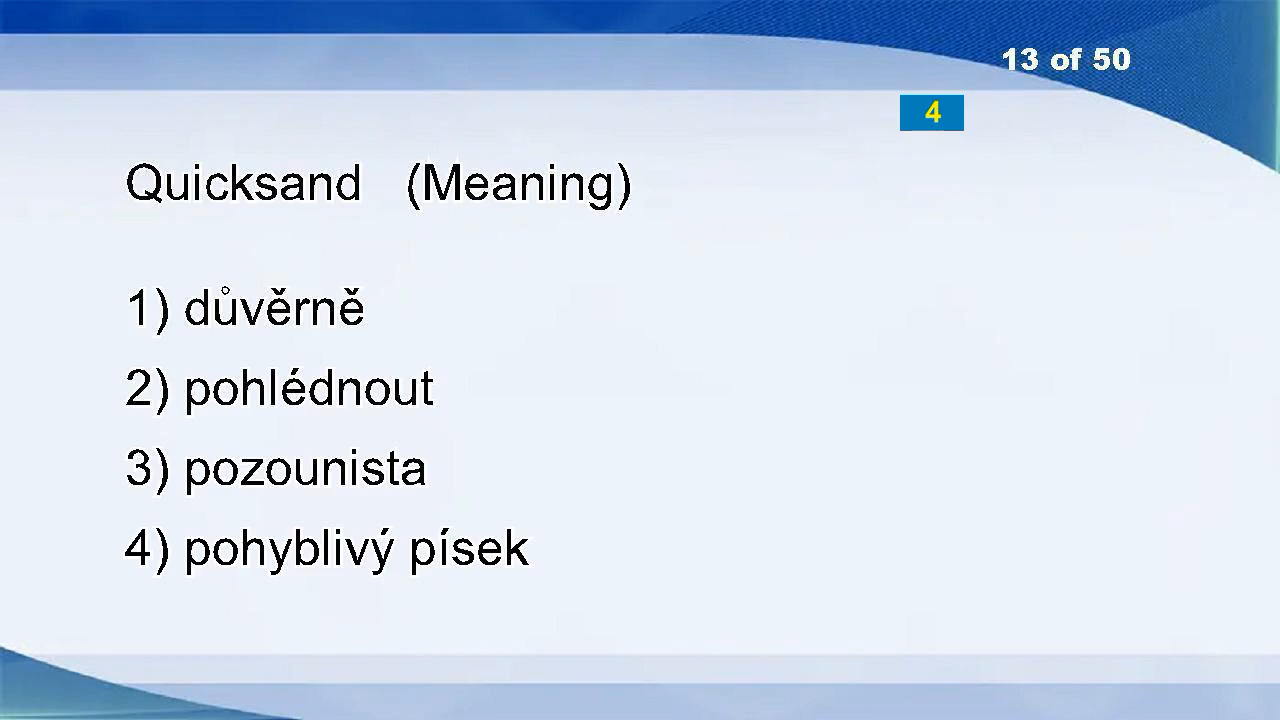 13 of 50
4
Quicksand (Meaning)
1) důvěrně
2) pohlédnout
3) pozounista
4) pohyblivý písek